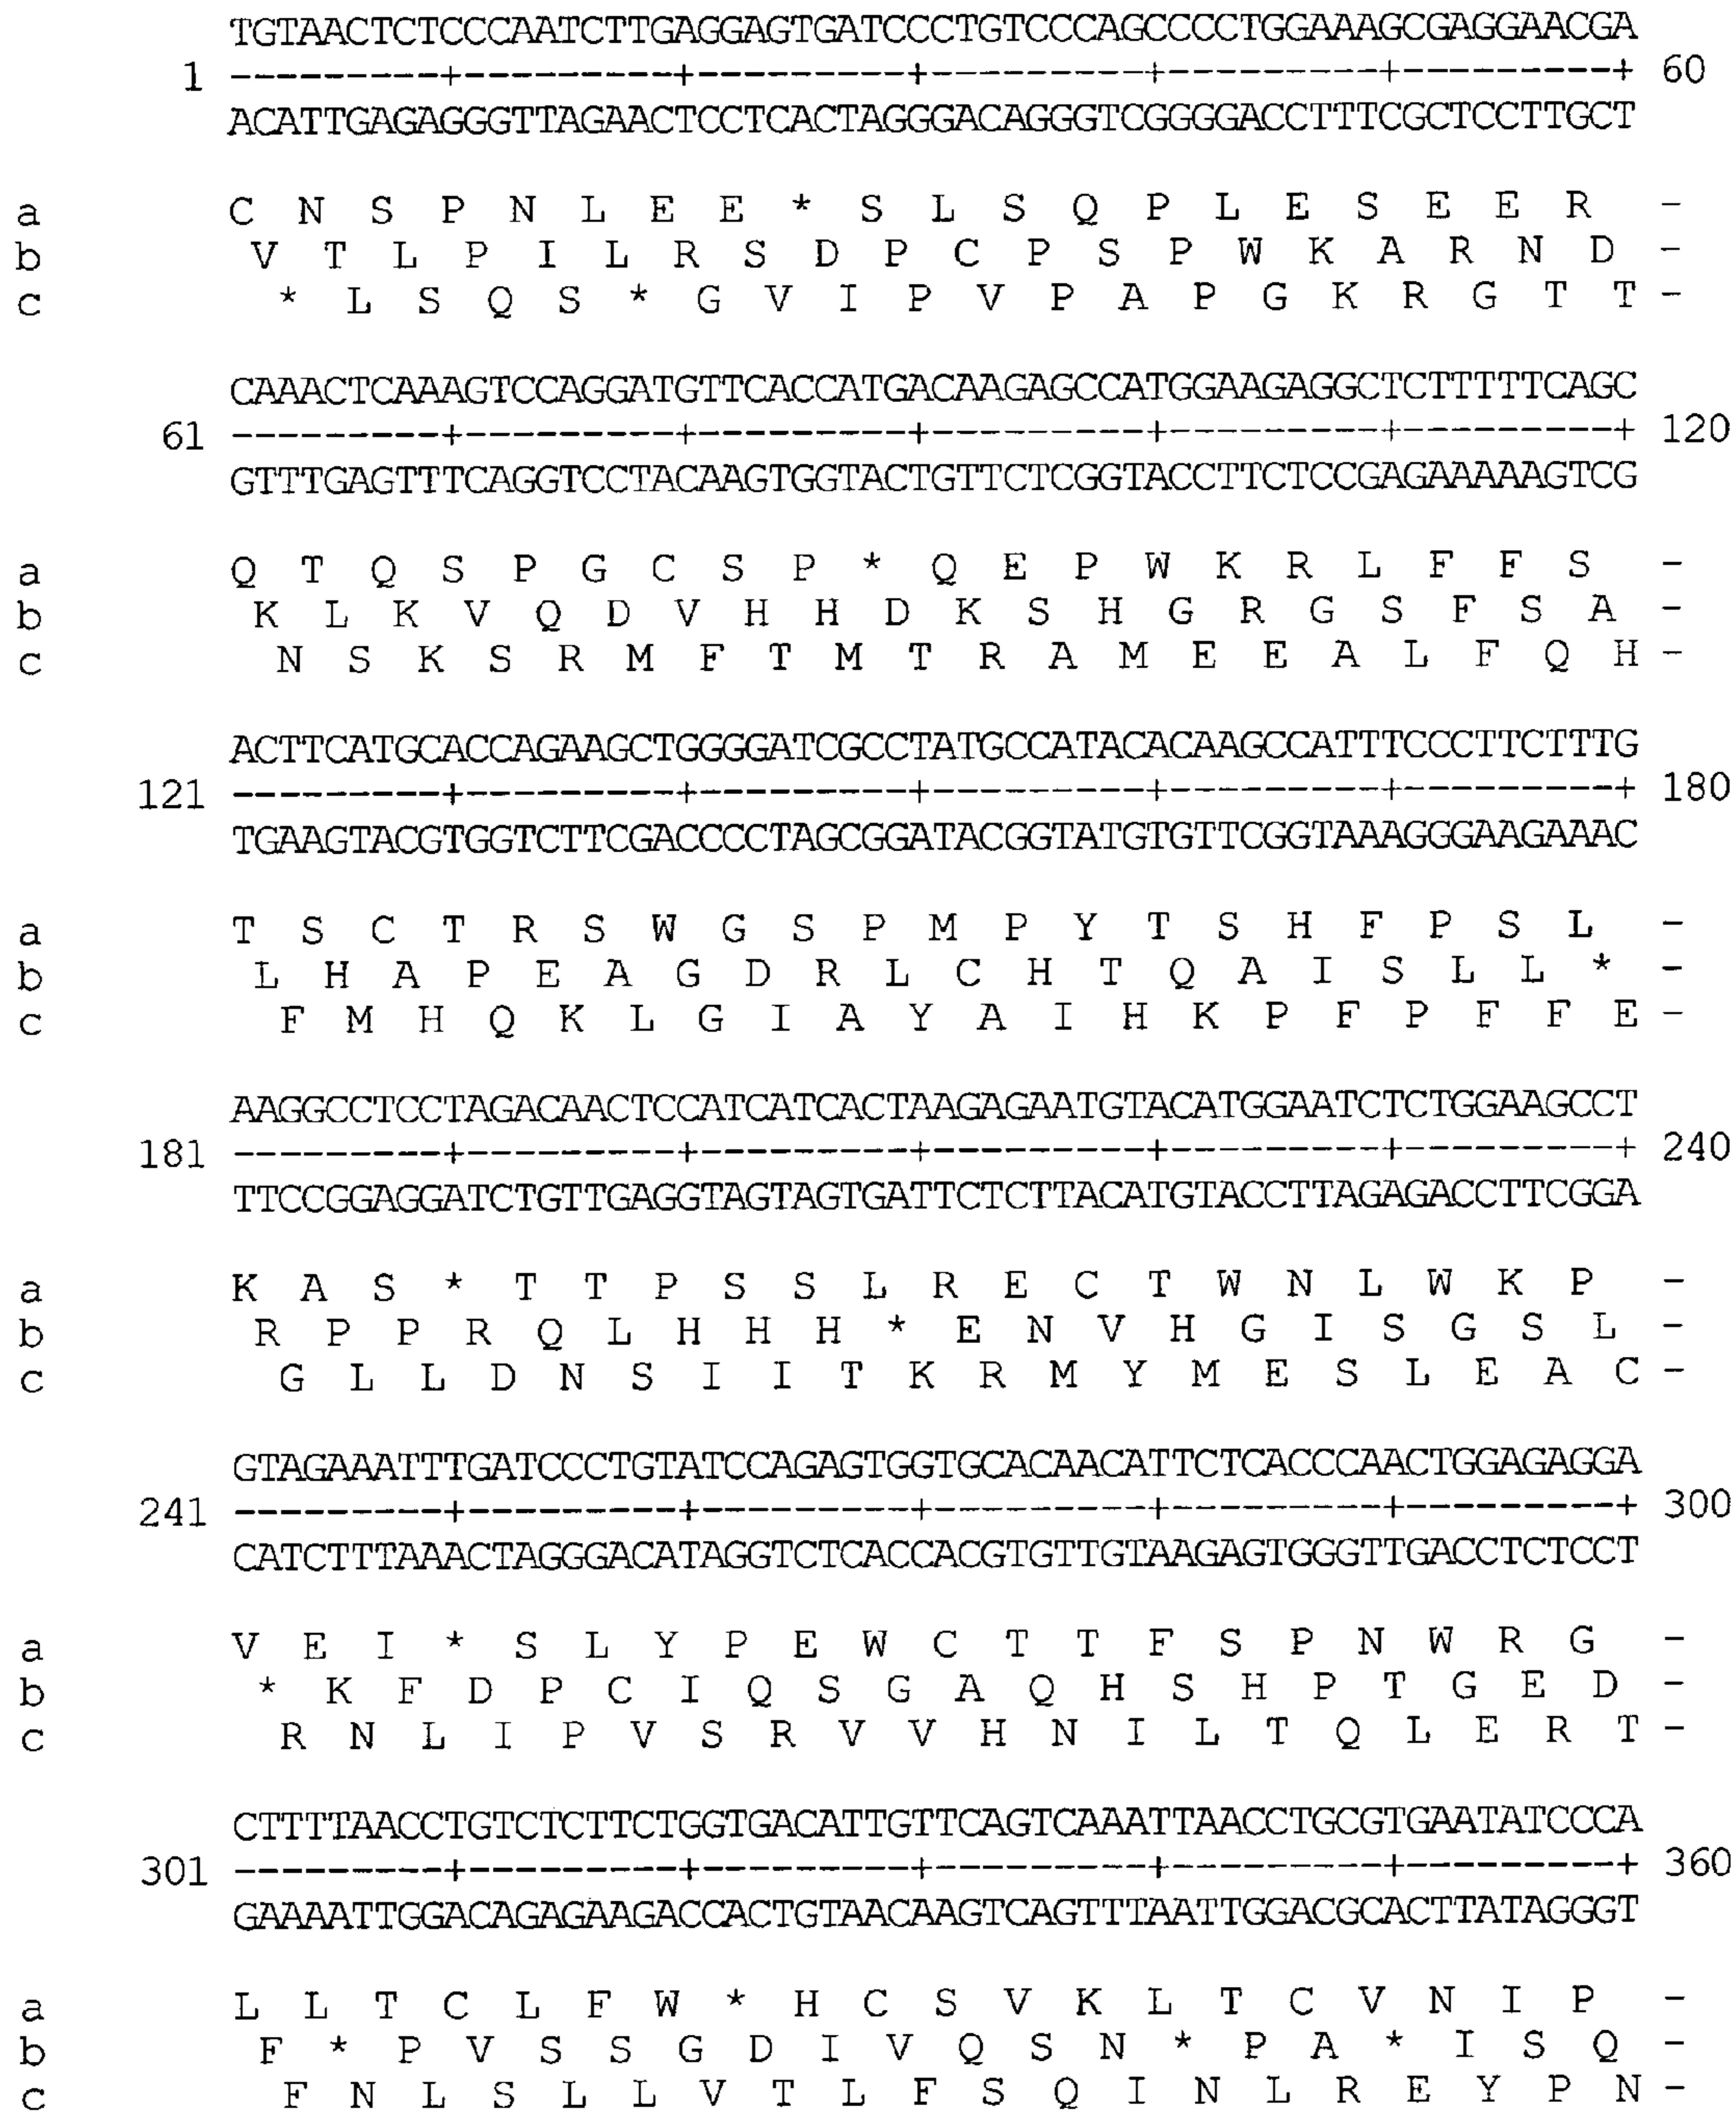 TGTAACTCTCCCAATCTTGAGGAGTGATCCCTGTCCCAGCCCCTGGAAAGCGAGGAACGA
1 ---------+---------+---------+---------+---------+---------+ 60
ACATTGAGAGGGTTAGAACTCCTCACTAGGGACAGGGTCGGGGACCTTTCGCTCCTTGCT
a C N S P N L E E * S L S Q P L E S E E R -
b V T L P I L R S D P C P S P W K A R N D -
c * L S Q S * G V I P V P A P G K R G T T -
CAAACTCAAAGTCCAGGATGTTCACCATGACAAGAGCCATGGAAGAGGCTCTTTTTCAGC
61 ---------+---------+---------+---------+---------+---------+ 120
GTTTGAGTTTCAGGTCCTACAAGTGGTACTGTTCTCGGTACCTTCTCCGAGAAAAAGTCG
a Q T Q S P G C S P * Q E P W K R L F F S -
b K L K V Q D V H H D K S H G R G S F S A -
c N S K S R M F T M T R A M E E A L F Q H -
ACTTCATGCACCAGAAGCTGGGGATCGCCTATGCCATACACAAGCCATTTCCCTTCTTTG
121 ---------+---------+---------+---------+---------+---------+ 180
TGAAGTACGTGGTCTTCGACCCCTAGCGGATACGGTATGTGTTCGGTAAAGGGAAGAAAC
a T S C T R S W G S P M P Y T S H F P S L -
b L H A P E A G D R L C H T Q A I S L L * -
c F M H Q K L G I A Y A I H K P F P F F E -
AAGGCCTCCTAGACAACTCCATCATCACTAAGAGAATGTACATGGAATCTCTGGAAGCCT
181 ---------+---------+---------+---------+---------+---------+ 240
TTCCGGAGGATCTGTTGAGGTAGTAGTGATTCTCTTACATGTACCTTAGAGACCTTCGGA
a K A S * T T P S S L R E C T W N L W K P -
b R P P R Q L H H H * E N V H G I S G S L -
c G L L D N S I I T K R M Y M E S L E A C -
GTAGAAATTTGATCCCTGTATCCAGAGTGGTGCACAACATTCTCACCCAACTGGAGAGGA
241 ---------+---------+---------+---------+---------+---------+ 300
CATCTTTAAACTAGGGACATAGGTCTCACCACGTGTTGTAAGAGTGGGTTGACCTCTCCT
a V E I * S L Y P E W C T T F S P N W R G -
b * K F D P C I Q S G A Q H S H P T G E D -
c R N L I P V S R V V H N I L T Q L E R T -
CTTTTAACCTGTCTCTTCTGGTGACATTGTTCAGTCAAATTAACCTGCGTGAATATCCCA
301 ---------+---------+---------+---------+---------+---------+ 360
GAAAATTGGACAGAGAAGACCACTGTAACAAGTCAGTTTAATTGGACGCACTTATAGGGT
a L L T C L F W * H C S V K L T C V N I P -
b F * P V S S G D I V Q S N * P A * I S Q -
c F N L S L L V T L F S Q I N L R E Y P N -